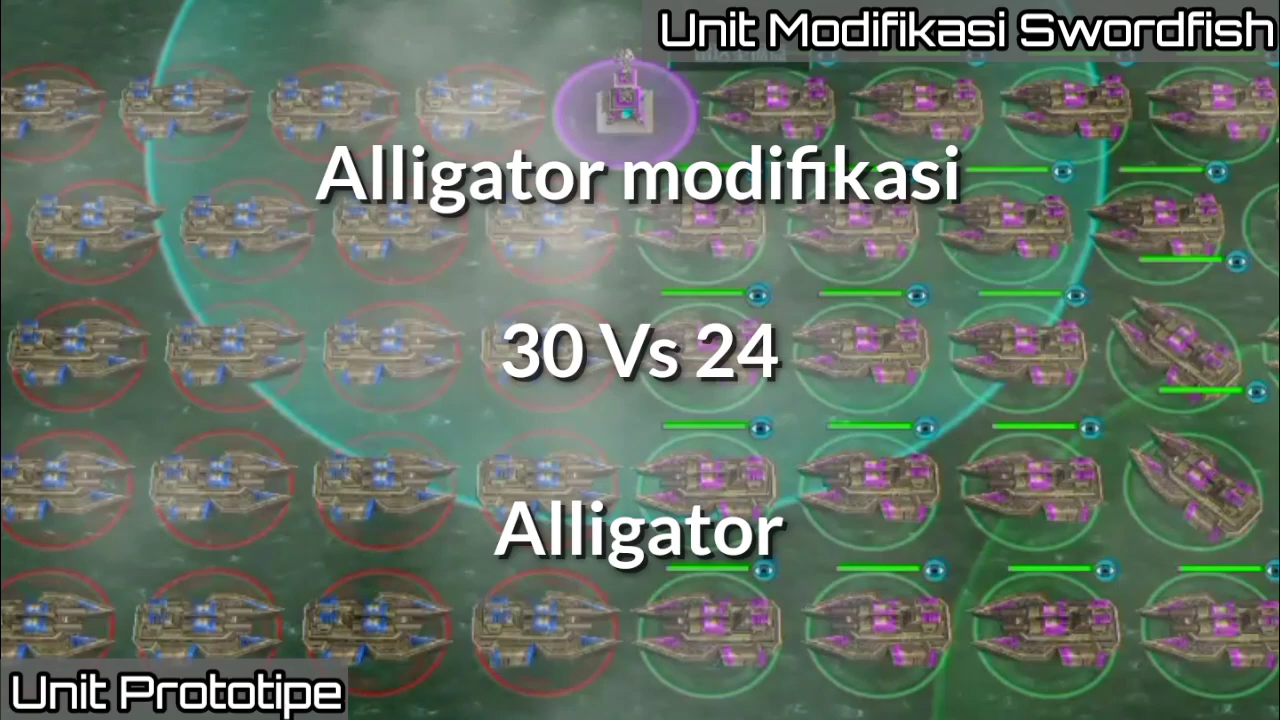 Unit Modifikasi Swordfish
Alligator modifikasi
30 Vs 24
Alligator
Unit Prototipe